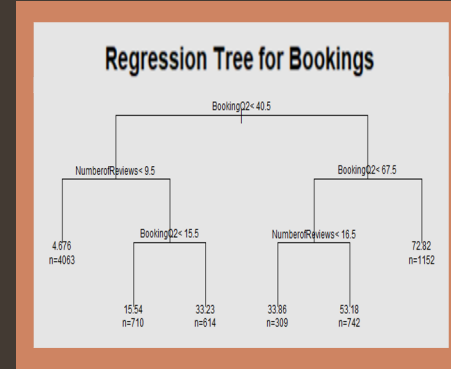 Regression Tree for Bookings
BookingQ2< 40.5
NumberofReviews< 9.5
BookingQ2< 67.5
BookingQ2< 15.5
NumberofReviews< 16.5
4.676
n=4063
72.82
n=1152
15.54
n=710
33.23
n=614
33.86
n=309
53.18
n=742